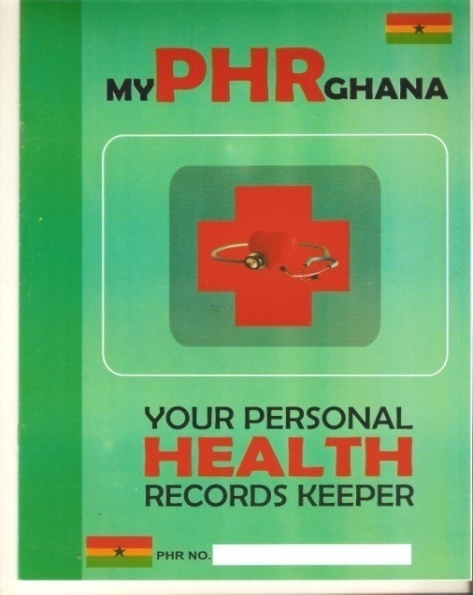 MYPHRGHANA
YOUR PERSONAL
HEALTH
RECORDS KEEPER
PHR NO.